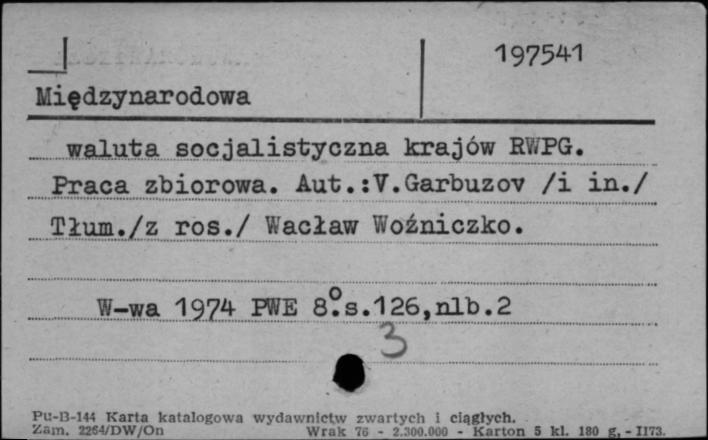 197541
Międzynarodowa
waluta socjalistyczna krajów RWPG.
Praca zbiorowa. Aut.:V.Garbuzov /i in./
Tłum./z ros./ Wacław Woźniczko.
W-wa 1974 PWE 8°.s.126,nlb.2
3
Pu-B-144 Karta katalogowa wydawnictw zwartych i ciągłych.
Zam. 2264/DW/On Wrak 76 - 2.300.000 - Karton 5 kl. 180 g. - II73.